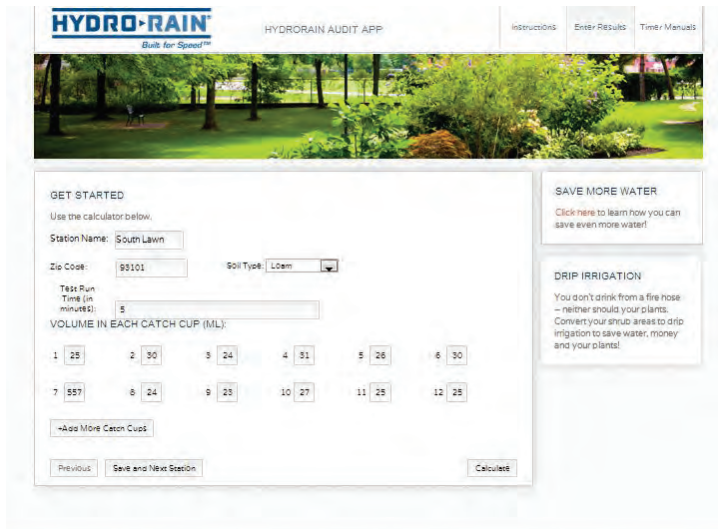 HYDRO‣RAIN®
Built for Speed™
HYDRORAIN AUDIT APP
Instructions Enter Results Timer Manuals
GET STARTED
Use the calculator below.
Station Name: South Lawn
Zip Code: 93101 Soil Type: Loam
Test Run
Time (in
minutes): 5
VOLUME IN EACH CATCH CUP (ML):
1 25 2 30 3 24 4 31 5 26 6 30
7 557 8 24 9 23 10 27 11 25 12 25
+Add More Catch Cups
Previous Save and Next Station Calculate
SAVE MORE WATER
Click here to learn how you can
save even more water!
DRIP IRRIGATION
You don't drink from a fire hose
– neither should your plants.
Convert your shrub areas to drip
irrigation to save water, money
and your plants!